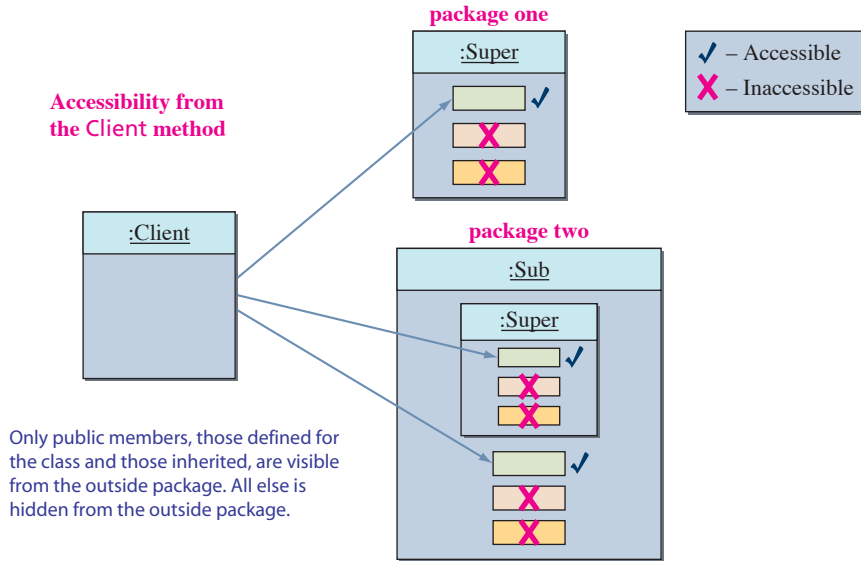 package one
:Super
– Accessible
– Inaccessible
Accessibility from
the Client method
:Client
package two
:Sub
:Super
Only public members, those defined for
the class and those inherited, are visible
from the outside package. All else is
hidden from the outside package.